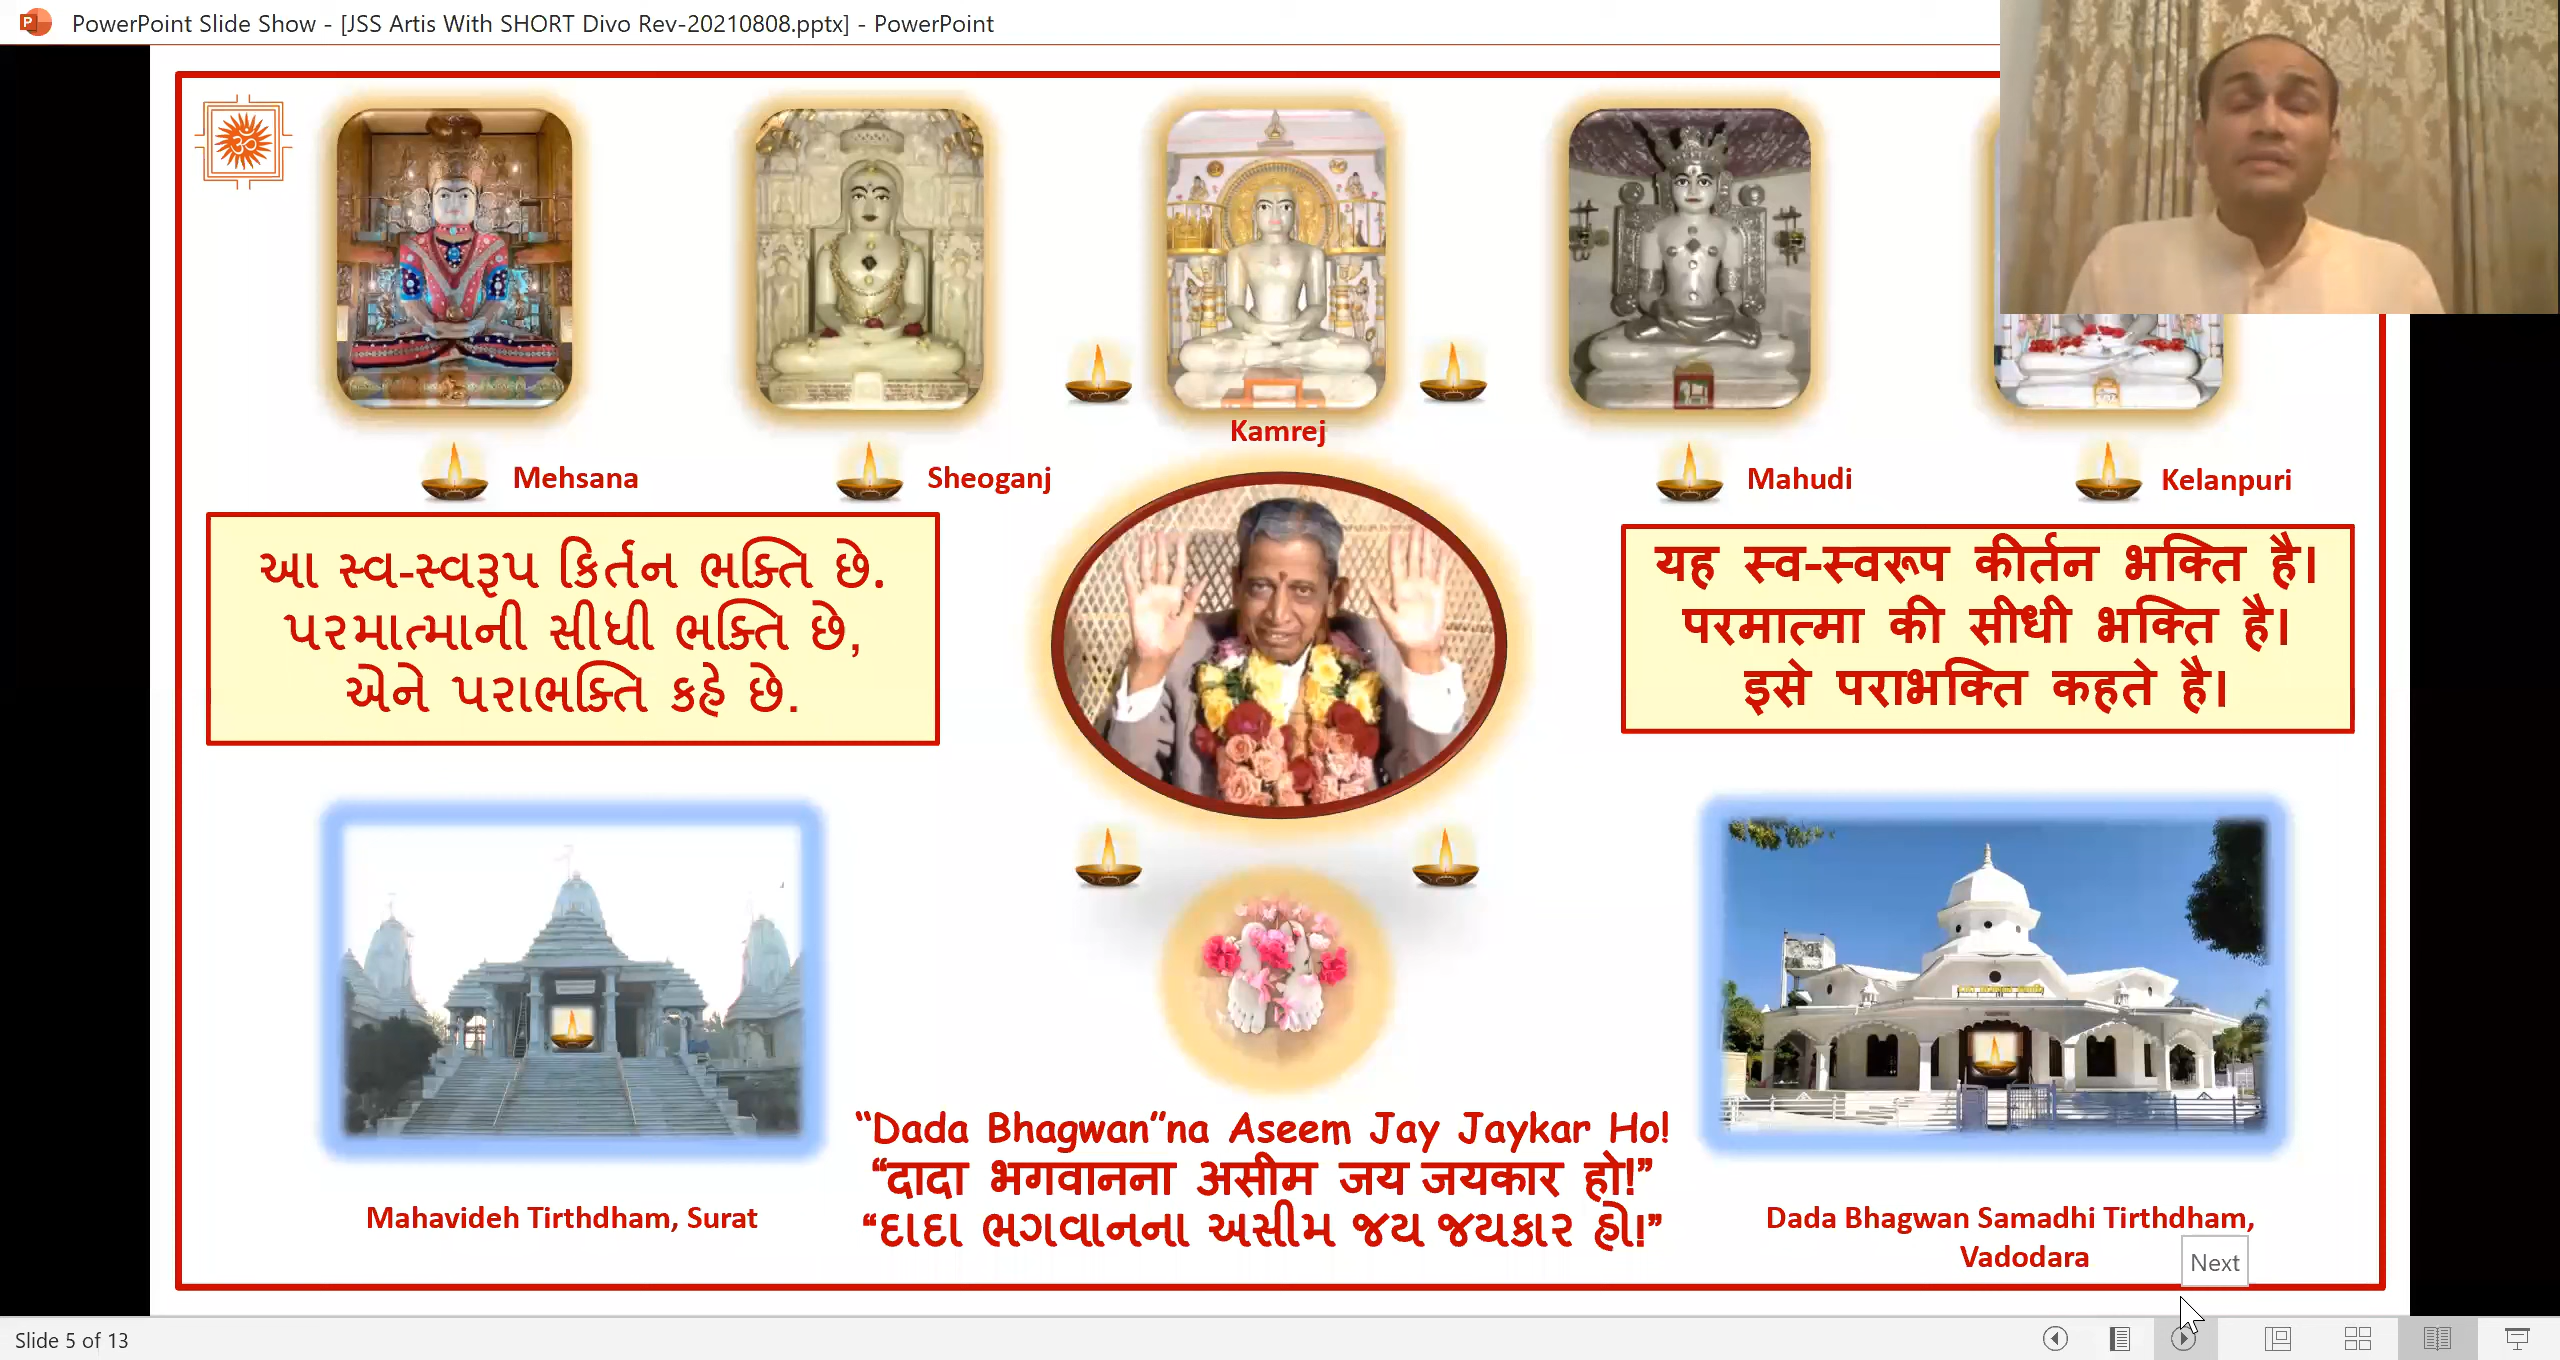 PowerPoint Slide Show - [JSS Artis With SHORT Divo Rev-20210808.pptx] - PowerPoint
Kamrej
Mehsana
Sheoganj
Mahudi
Kelanpuri
આ સ્વ-સ્વરૂપ કિર્તન ભક્તિ છે.
પરમાત્માની સીધી ભક્તિ છે,
એને પરાભક્તિ કહે છે.
यह स्व-स्वरूप कीर्तन भक्ति है।
परमात्मा की सीधी भक्ति है।
इसे पराभक्ति कहते है।
“Dada Bhagwan”na Aseem Jay Jaykar Ho!
“दादा भगवानना असीम जय जयकार हो!”
“દાદા ભગવાનના અસીમ જય જયકાર હો!”
Mahavideh Tirthdham, Surat
Dada Bhagwan Samadhi Tirthdham,
Vadodara
Next
Slide 5 of 13